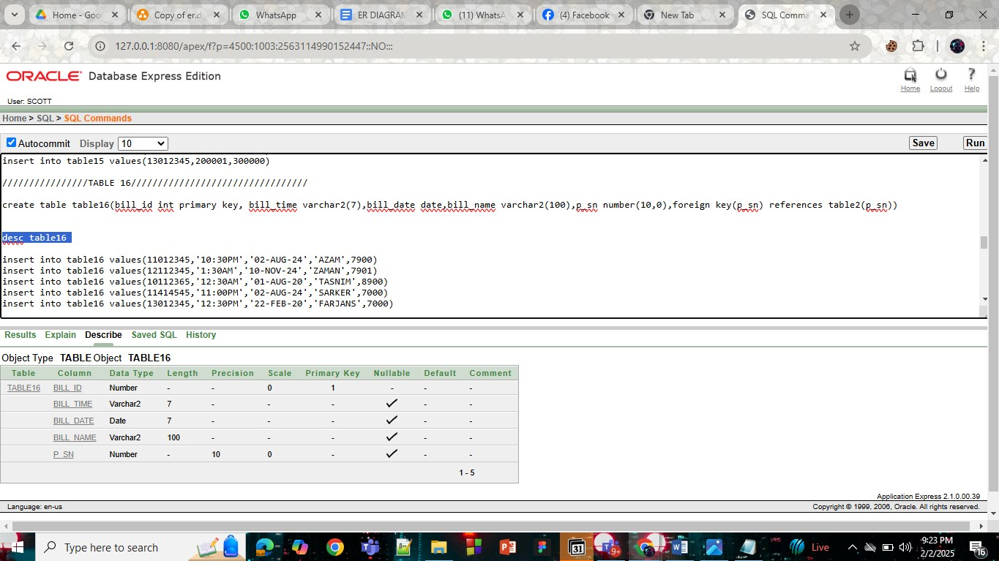 Home - Goo
Copy of er.d
WhatsApp
ER DIAGRAM
(11) WhatsA
(4) Facebook
New Tab
SQL Comma
127.0.0.1:8080/apex/f?p=4500:1003:2563114990152447::NO:::
ORACLE Database Express Edition
Home Logout Help
User: SCOTT
Home > SQL > SQL Commands
Autocommit Display 10 Save Run
insert into table15 values(13012345,200001,300000)
////////////////TABLE 16/////////////////////////////////
create table table16(bill_id int primary key, bill_time varchar2(7),bill_date date,bill_name varchar2(100),p_sn number(10,0),foreign key(p_sn) references table2(p_sn))
desc table16
insert into table16 values(11012345,'10:30PM','02-AUG-24','AZAM',7900)
insert into table16 values(12112345,'1:30AM','10-NOV-24','ZAMAN',7901)
insert into table16 values(10112365,'12:30AM','01-AUG-20','TASNIM',8900)
insert into table16 values(11414545,'11:00PM','02-AUG-24','SARKER',7000)
insert into table16 values(13012345,'12:30PM','22-FEB-20','FARJANS',7000)
Results Explain Describe Saved SQL History
Object Type TABLE Object TABLE16
Table Column Data Type Length Precision Scale Primary Key Nullable Default Comment
TABLE16 BILL_ID Number - - 0 1 - - -
BILL_TIME Varchar2 7 - - - ✓ - -
BILL_DATE Date 7 - - - ✓ - -
BILL_NAME Varchar2 100 - - - ✓ - -
P_SN Number - 10 0 - ✓ - -
1 - 5
Application Express 2.1.0.00.39
Language: en-us Copyright © 1999, 2006, Oracle. All rights reserved.
Type here to search
31
9+
Live
9:23 PM
2/2/2025
16